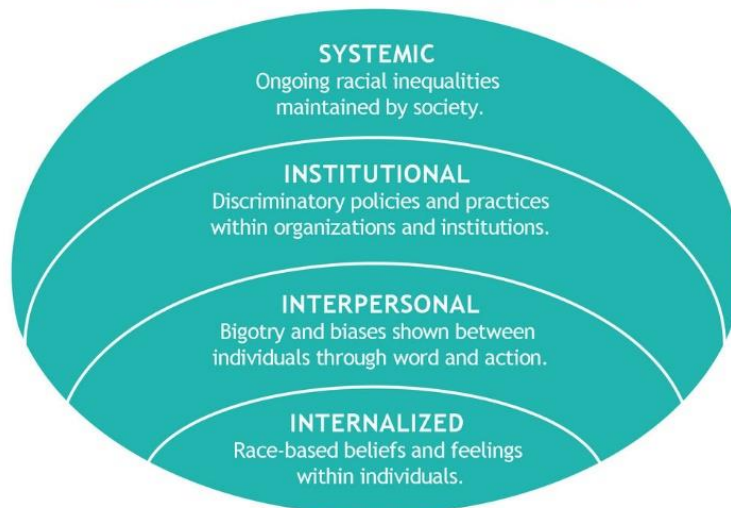 SYSTEMIC
Ongoing racial inequalities
maintained by society.
INSTITUTIONAL
Discriminatory policies and practices
within organizations and institutions.
INTERPERSONAL
Bigotry and biases shown between
individuals through word and action.
INTERNALIZED
Race-based beliefs and feelings
within individuals.